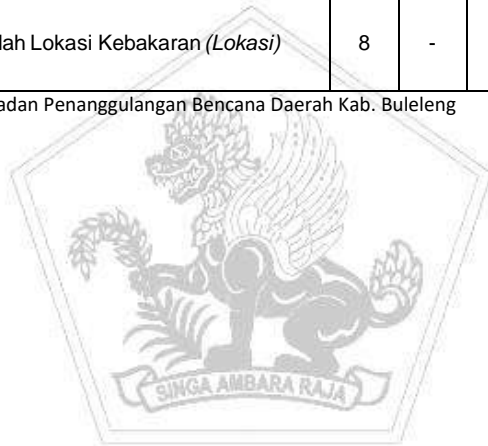 lah Lokasi Kebakaran (Lokasi) 8 -
adan Penanggulangan Bencana Daerah Kab. Buleleng
SINGA AMBARA RAJA